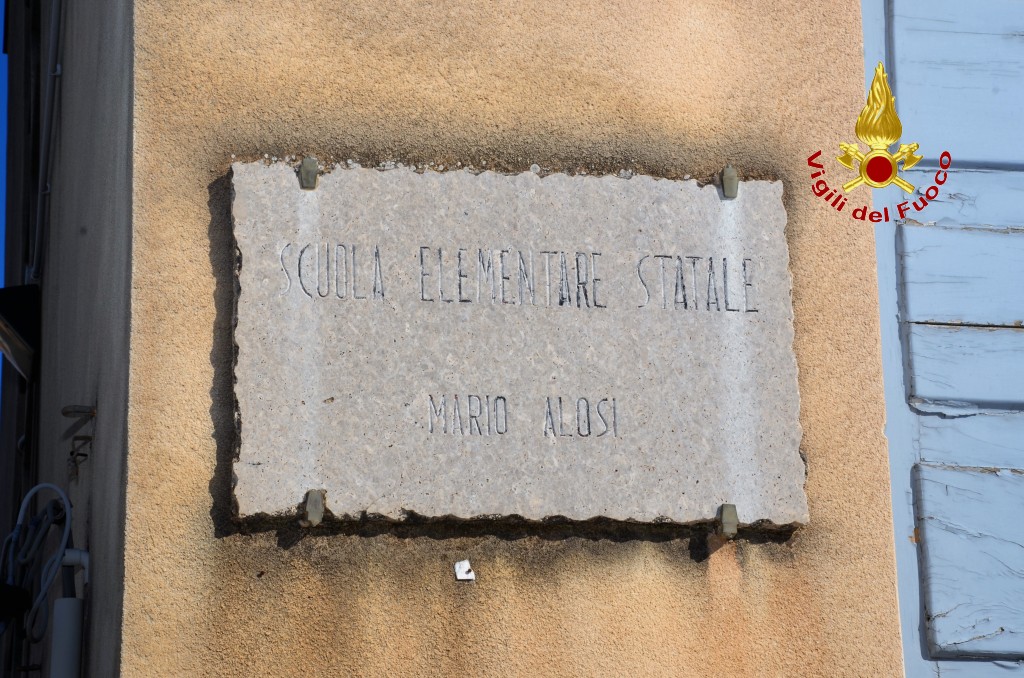 SCUOLA ELEMENTARE STATALE
MARIO ALOSI
Vigili del Fuoco